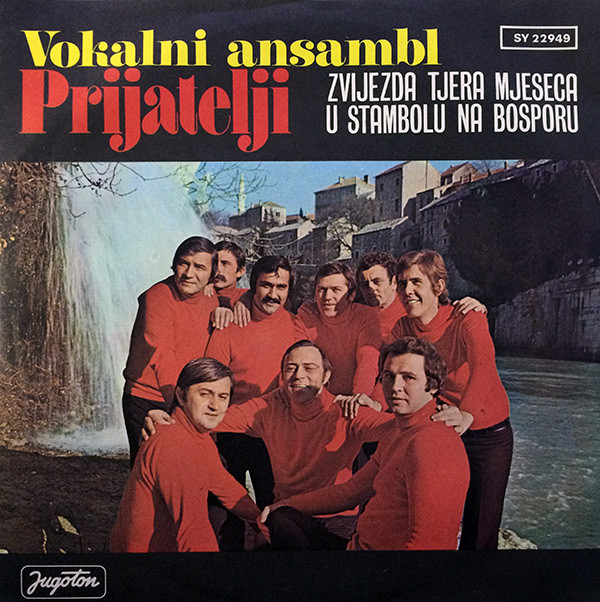 Vokalni ansambl
Prijatelji
SY 22949
ZVIJEZDA TJERA MJESECA
U STAMBOLU NA BOSPORU
Jugoton